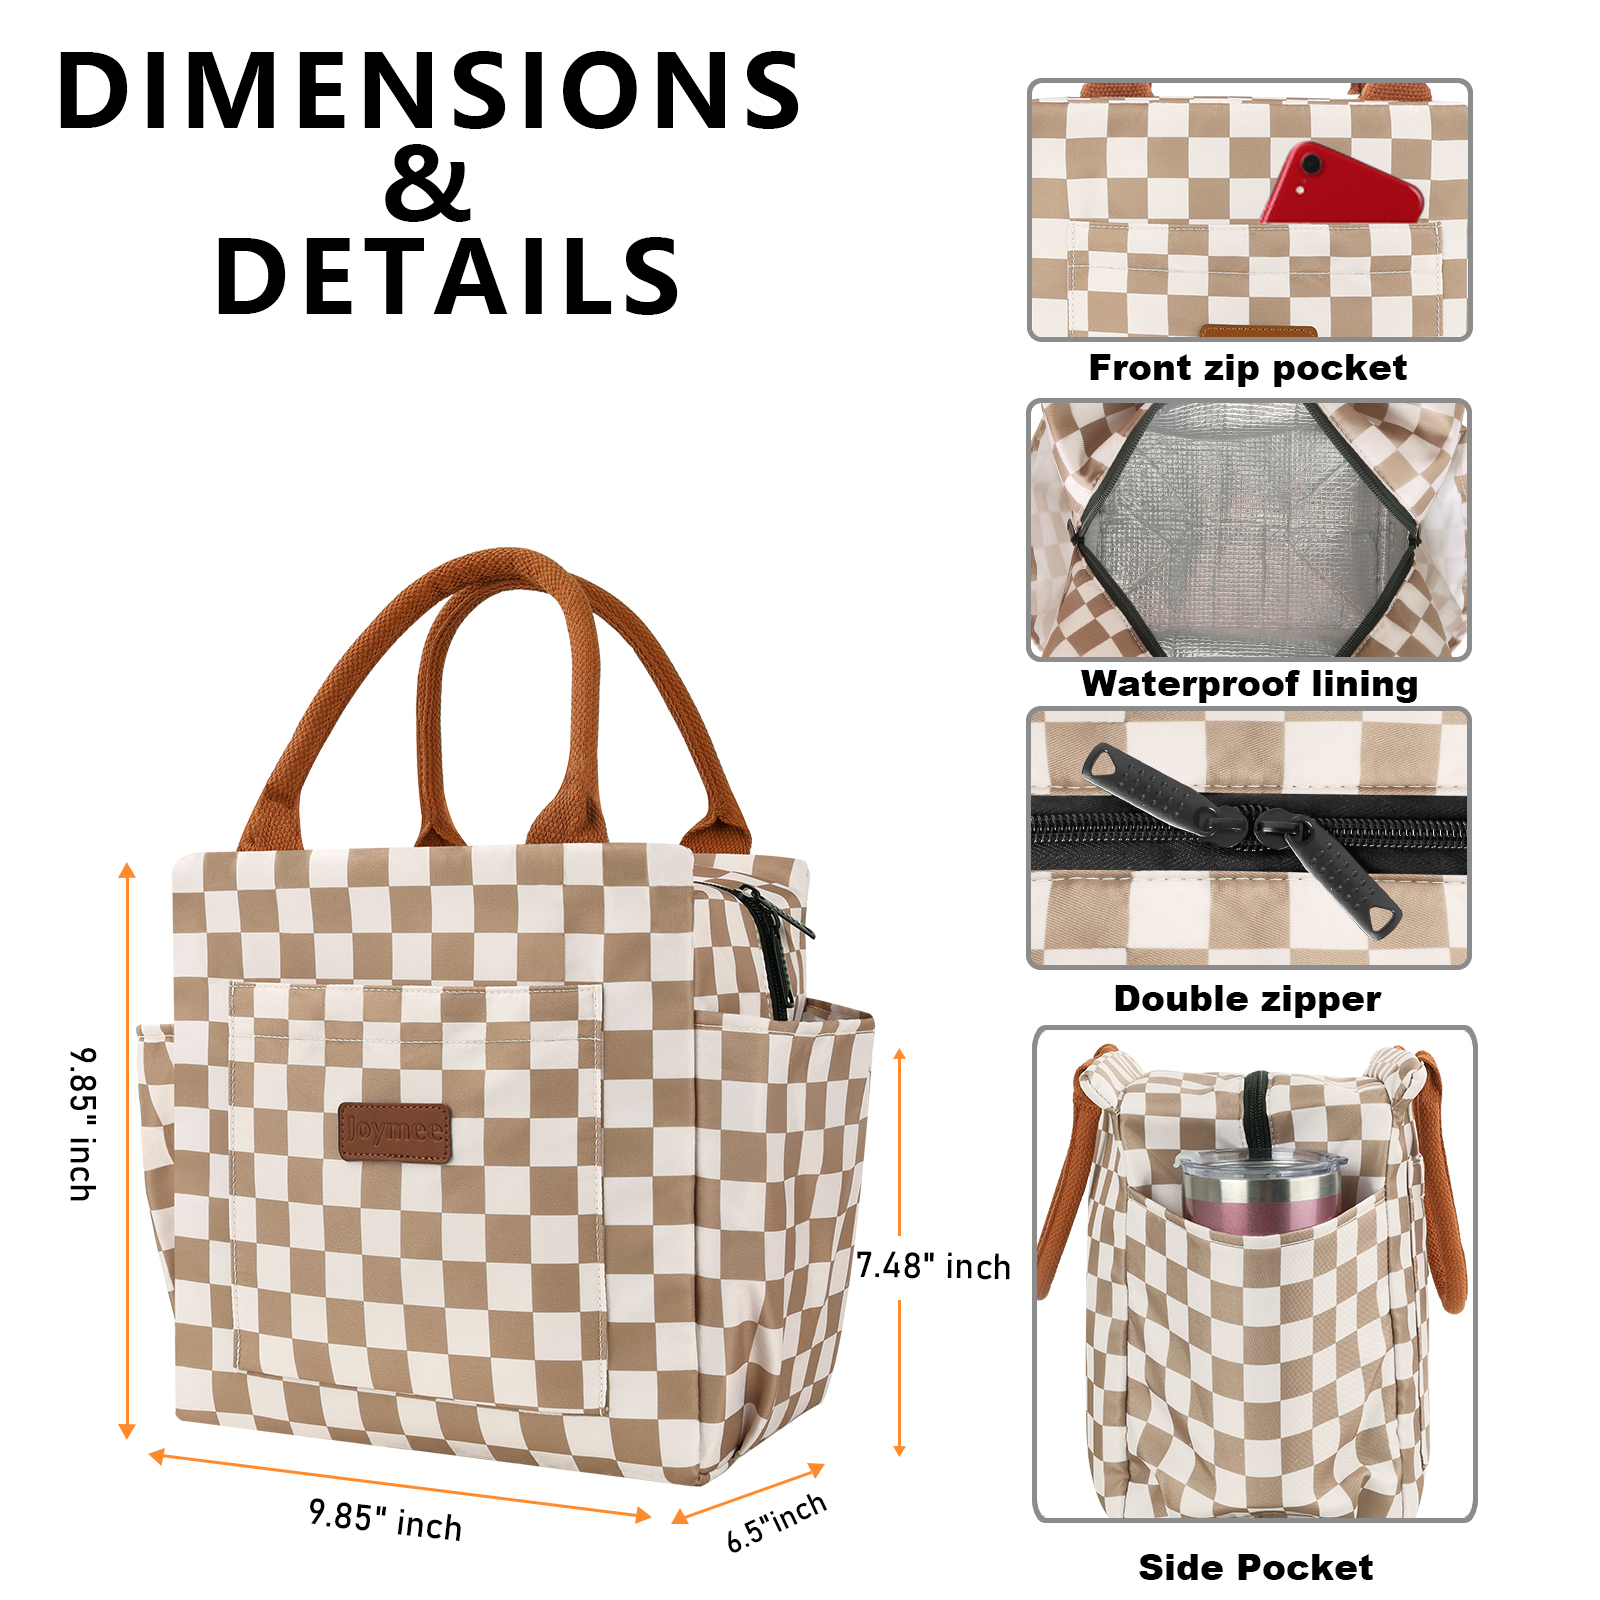 DIMENSIONS
&
DETAILS
Front zip pocket
Waterproof lining
Double zipper
Side Pocket
Joymee
9.85" inch
7.48" inch
9.85" inch
6.5"inch